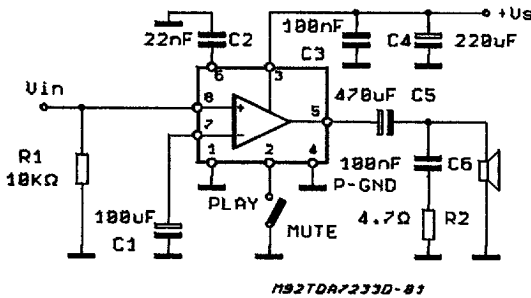 +Vs
22nF
C2
100nF
C3
C4
220uF
6
3
Vin
8
+
7
-
5
470uF C5
1
2
4
R1
10KΩ
100nF
C6
P-GND
PLAY
100uF
C1
MUTE
4.7Ω
R2
M92TDA7233D-01